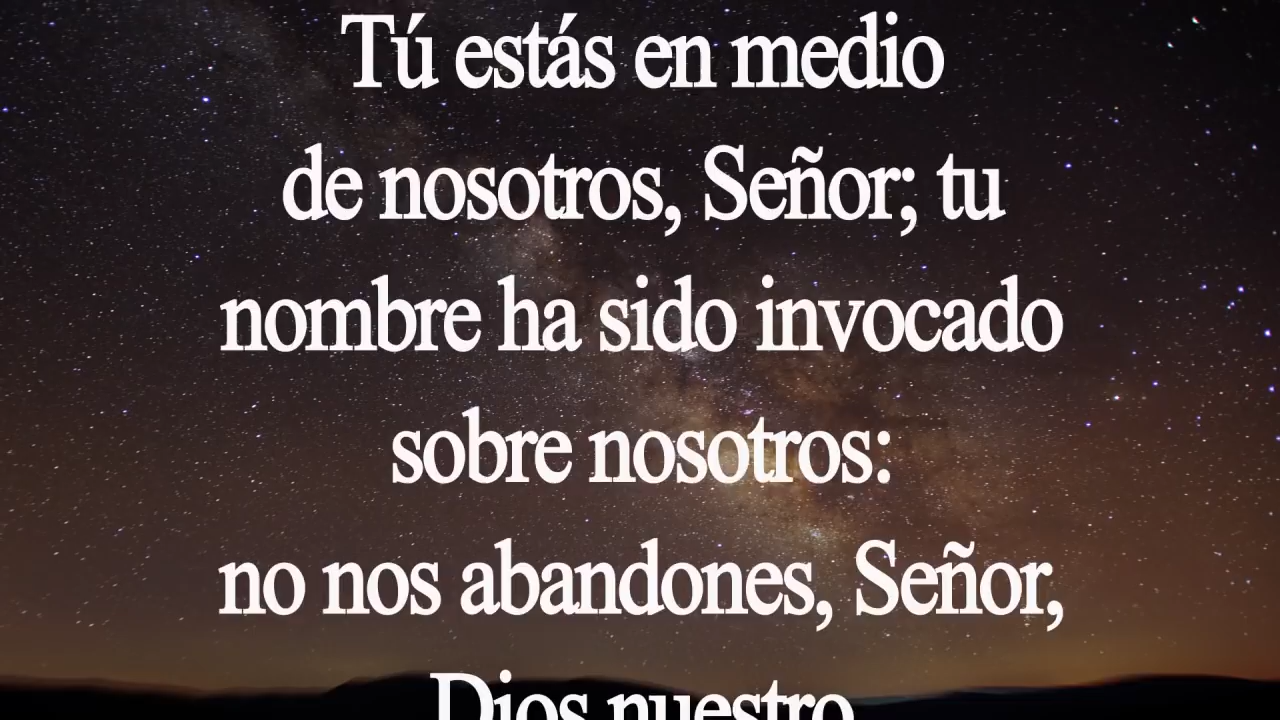 Tú estás en medio
de nosotros, Señor; tu
nombre ha sido invocado
sobre nosotros:
no nos abandones, Señor,
Dios nuestro